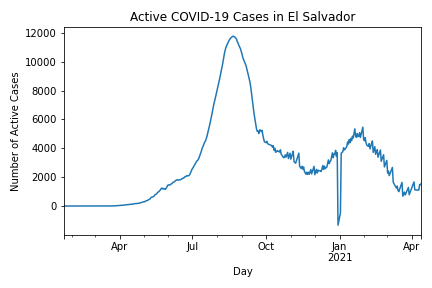 Active COVID-19 Cases in El Salvador
12000
10000
8000
6000
4000
2000
0
Number of Active Cases
Apr
Jul
Oct
Jan
2021
Apr
Day